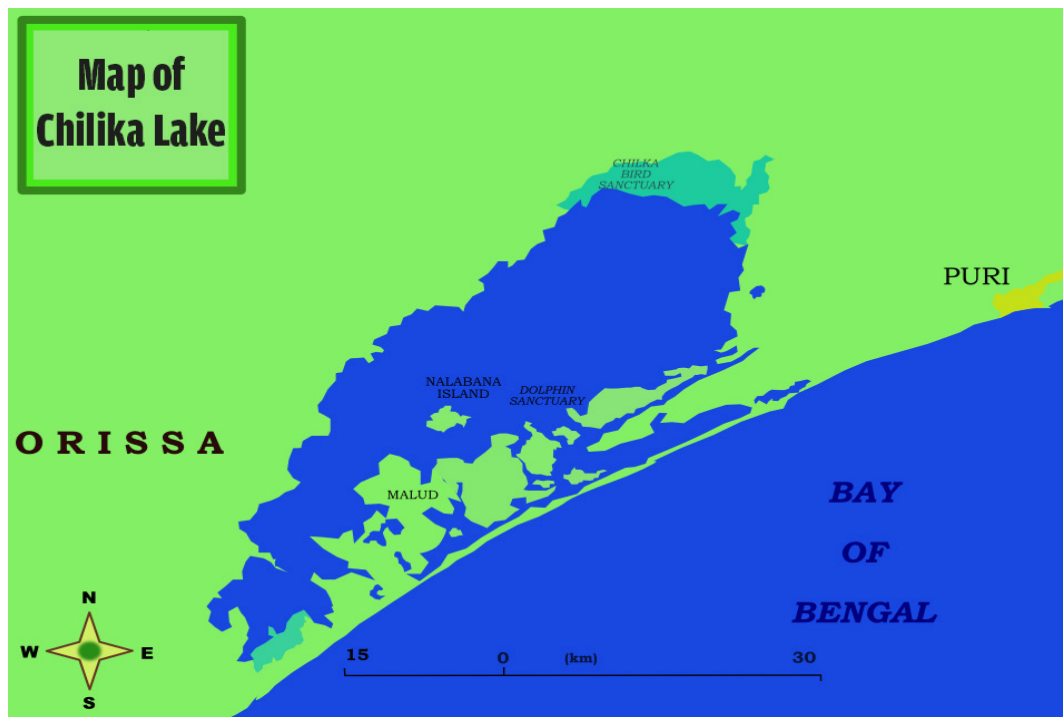 Map of
Chilika Lake
CHILKA
BIRD
SANCTUARY
PURI
NALABANA
ISLAND
DOLPHIN
SANCTUARY
ORISSA
MALUD
BAY
OF
BENGAL
N
W E
S
15 0 (km) 30